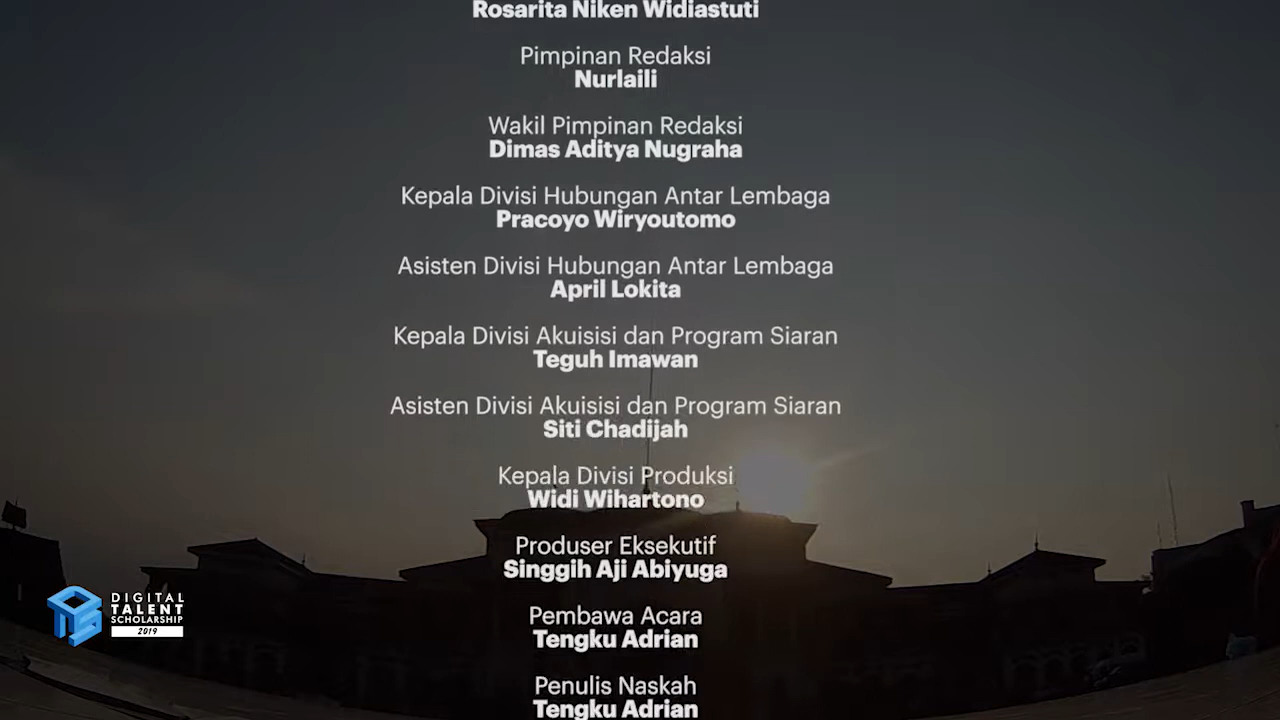 Rosarita Niken Widiastuti
Pimpinan Redaksi
Nurlaili
Wakil Pimpinan Redaksi
Dimas Aditya Nugraha
Kepala Divisi Hubungan Antar Lembaga
Pracoyo Wiryoutomo
Asisten Divisi Hubungan Antar Lembaga
April Lokita
Kepala Divisi Akuisisi dan Program Siaran
Teguh Imawan
Asisten Divisi Akuisisi dan Program Siaran
Siti Chadijah
Kepala Divisi Produksi
Widi Wihartono
Produser Eksekutif
Singgih Aji Abiyuga
Pembawa Acara
Tengku Adrian
Penulis Naskah
Tengku Adrian
DIGITAL
TALENT
SCHOLARSHIP
2019